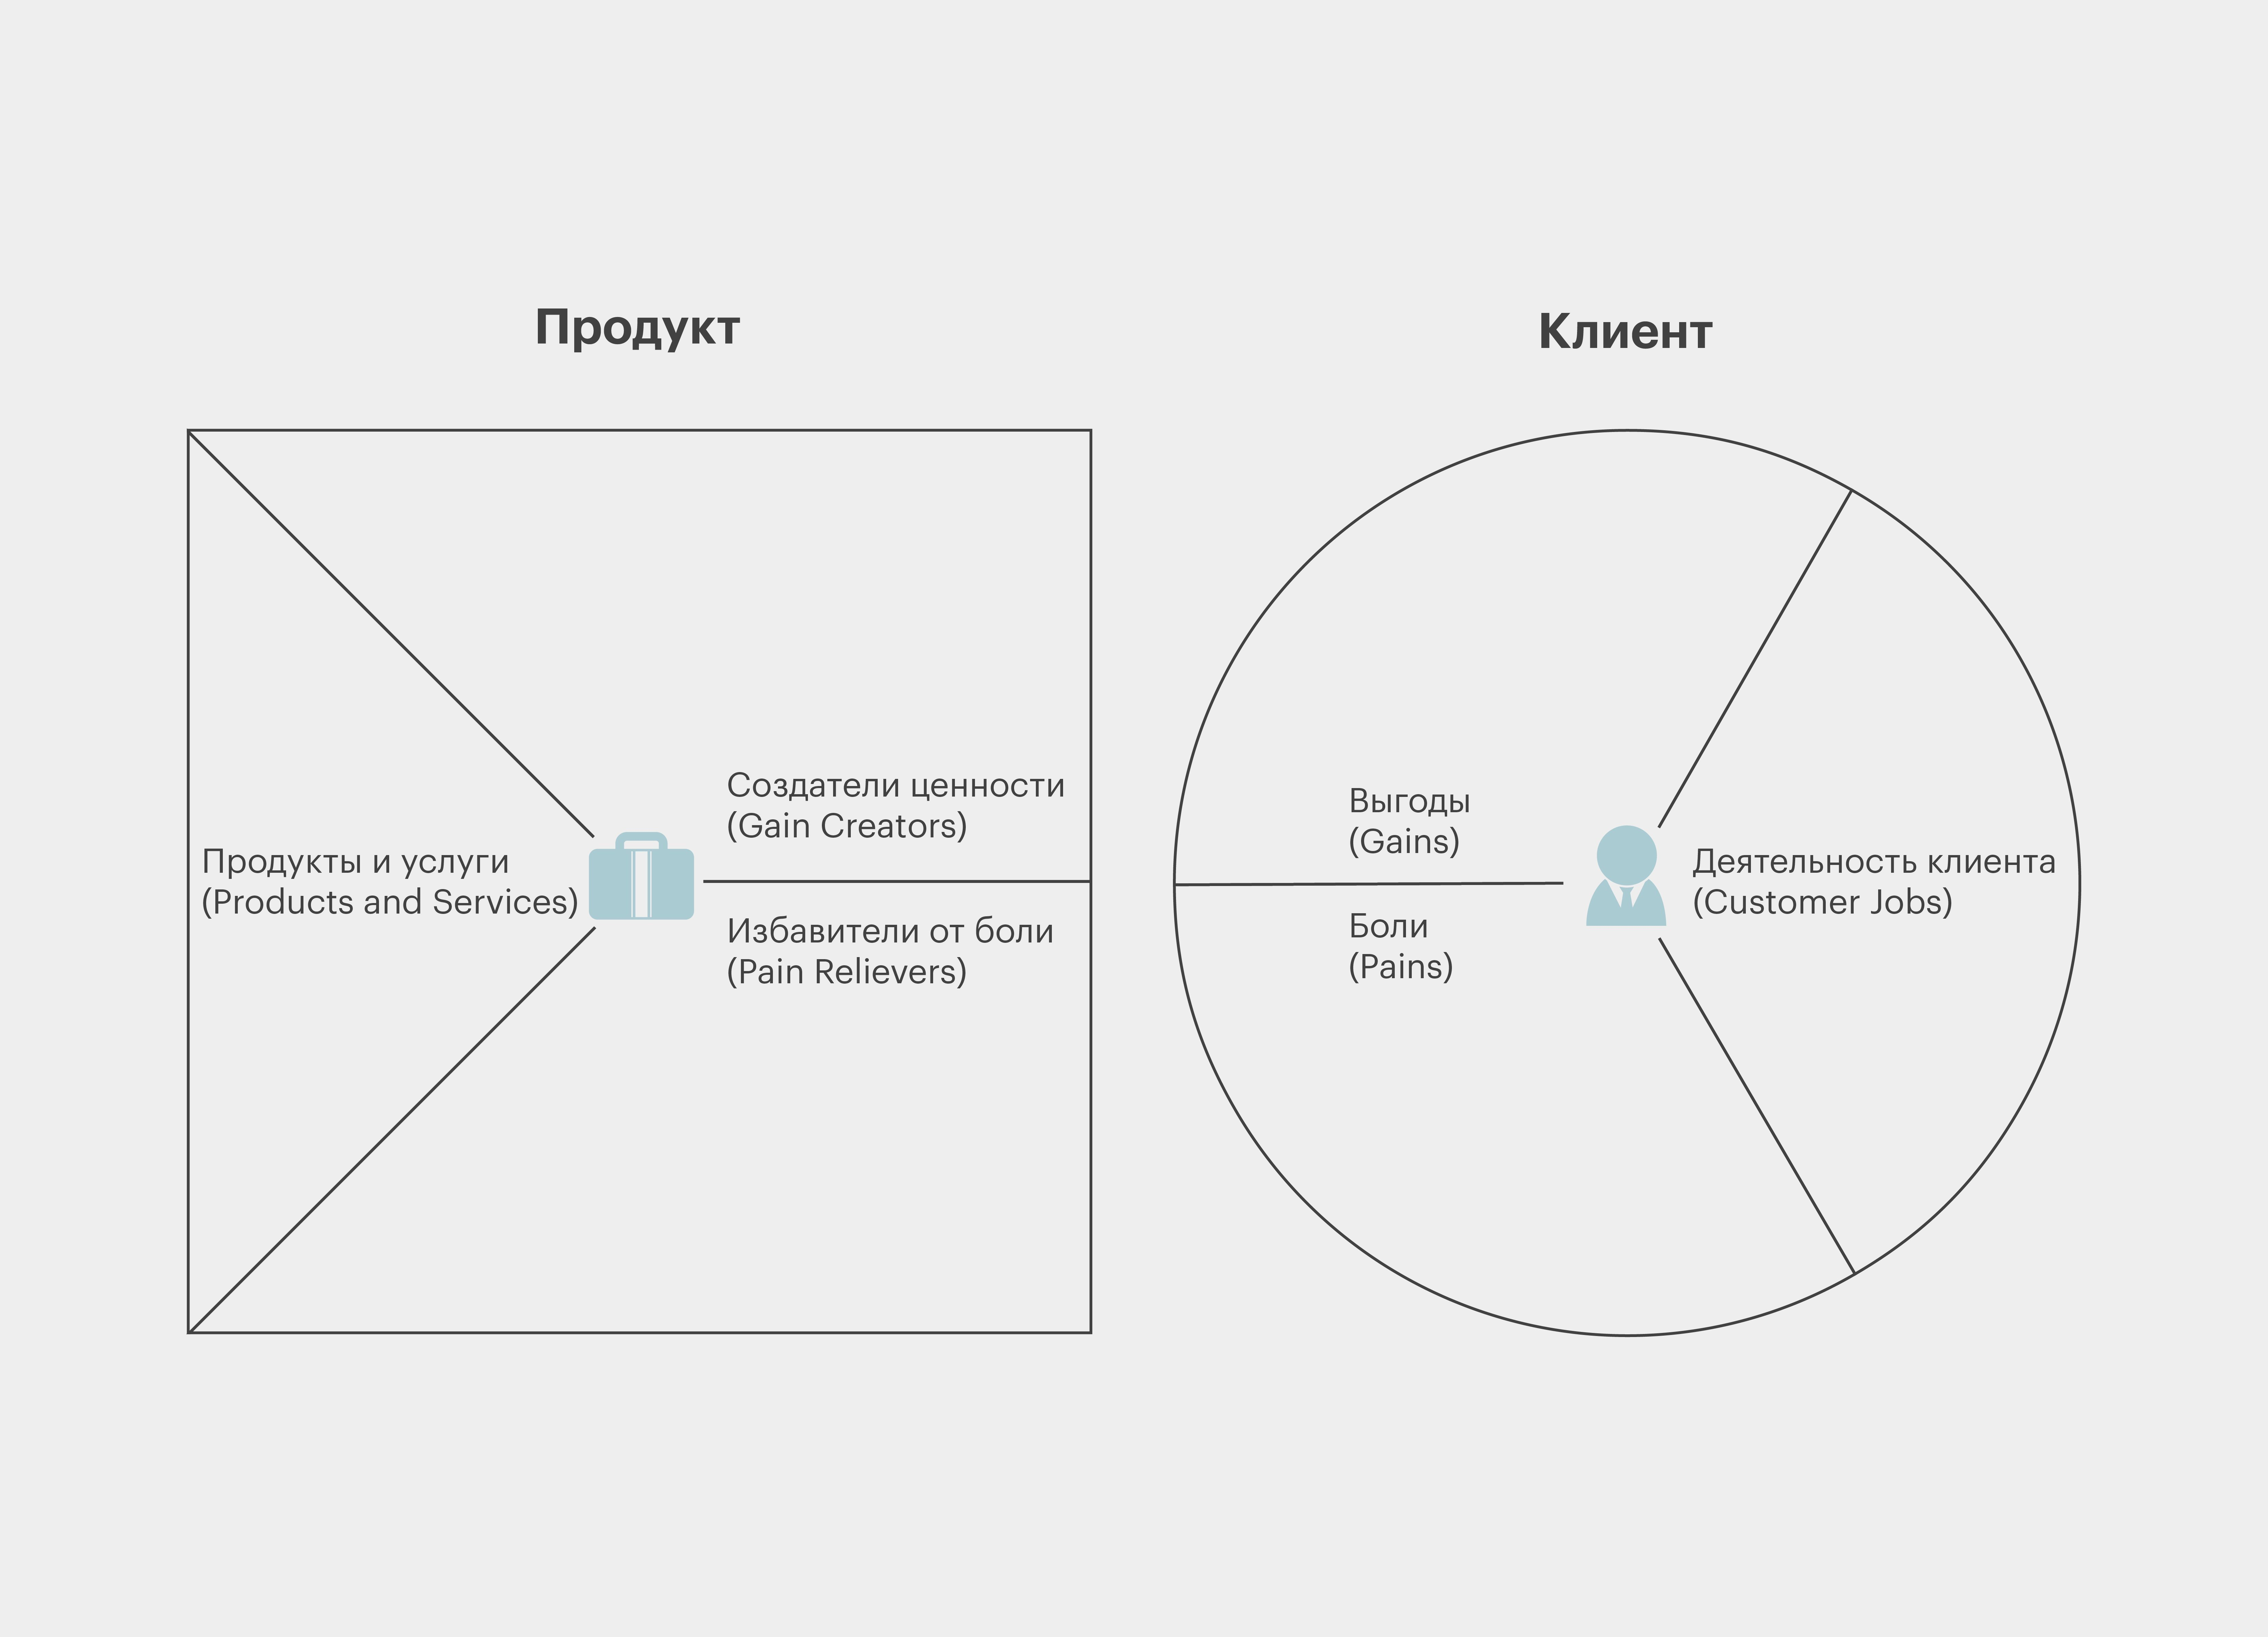 Продукт
Клиент
Создатели ценности
(Gain Creators)
Продукты и услуги
(Products and Services)
Избавители от боли
(Pain Relievers)
Выгоды
(Gains)
Боли
(Pains)
Деятельность клиента
(Customer Jobs)